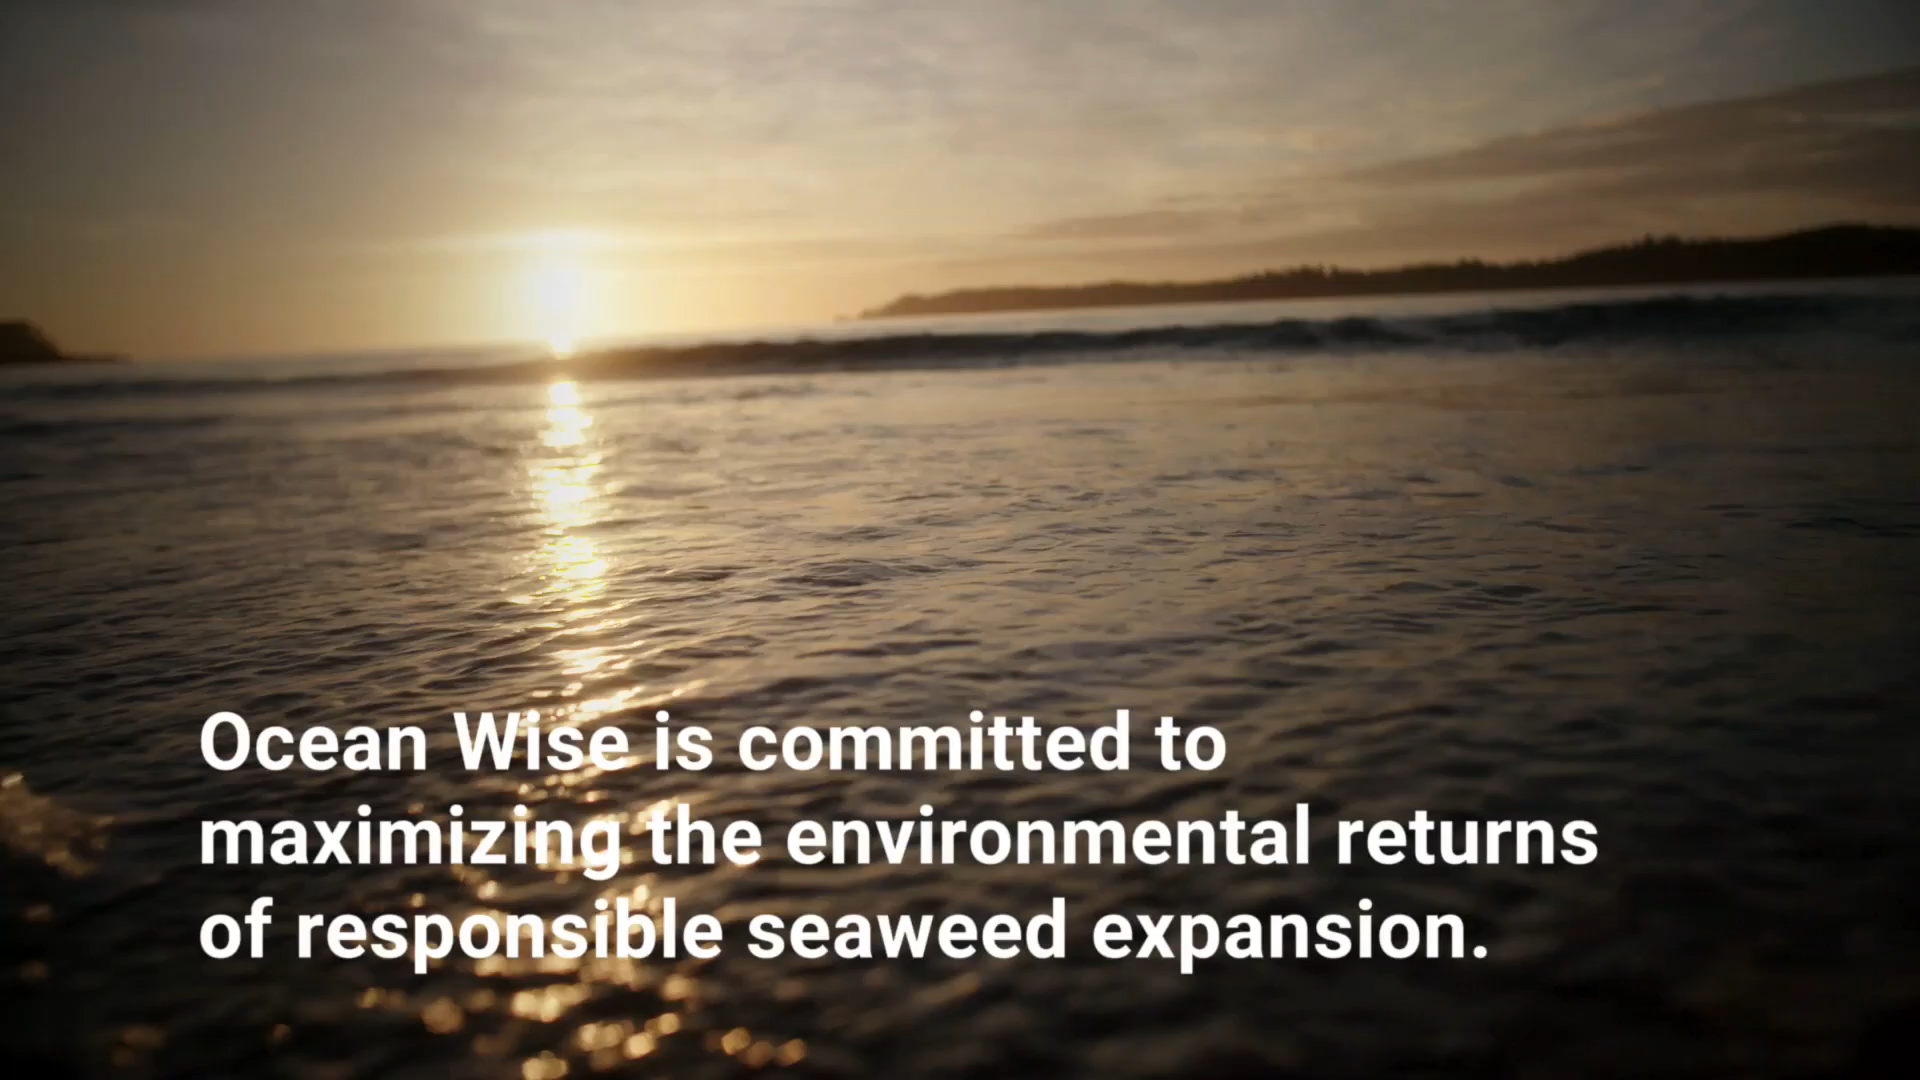 Ocean Wise is committed to
maximizing the environmental returns
of responsible seaweed expansion.